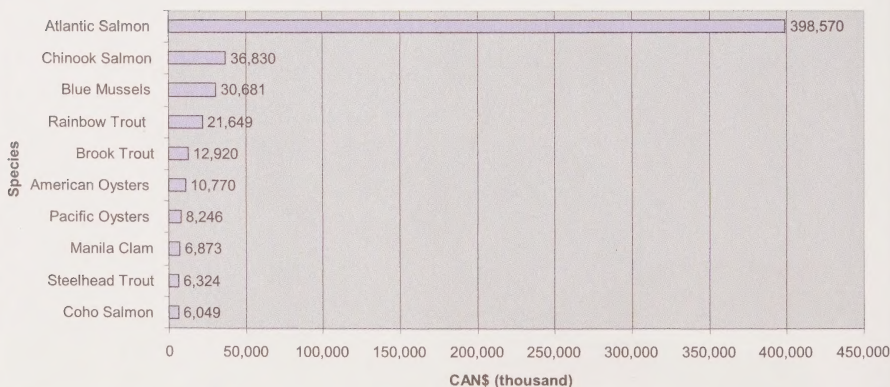 Species
Atlantic Salmon 398,570
Chinook Salmon 36,830
Blue Mussels 30,681
Rainbow Trout 21,649
Brook Trout 12,920
American Oysters 10,770
Pacific Oysters 8,246
Manila Clam 6,873
Steelhead Trout 6,324
Coho Salmon 6,049
0 50,000 100,000 150,000 200,000 250,000 300,000 350,000 400,000 450,000
CAN$ (thousand)